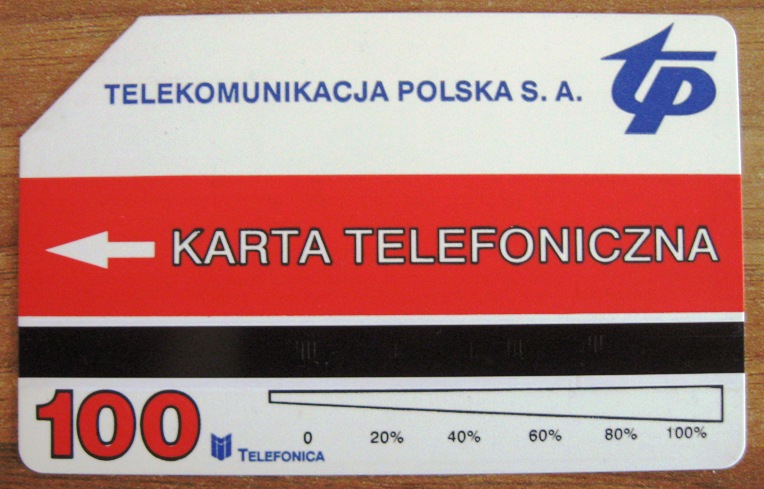 TELEKOMUNIKACJA POLSKA S. A.
tp
KARTA TELEFONICZNA
100
TELEFONICA
0 20% 40% 60% 80% 100%